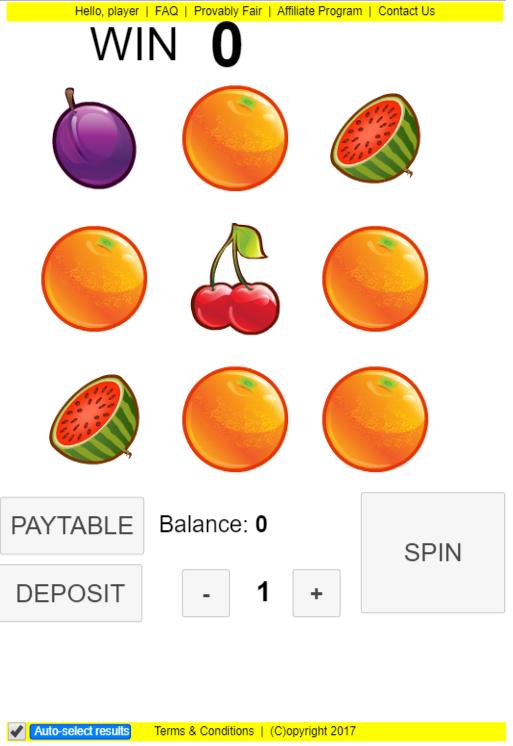 Hello, player | FAQ | Provably Fair | Affiliate Program | Contact Us
WIN 0
PAYTABLE Balance: 0
SPIN
DEPOSIT - 1 +
Auto-select results Terms & Conditions | (C)opyright 2017